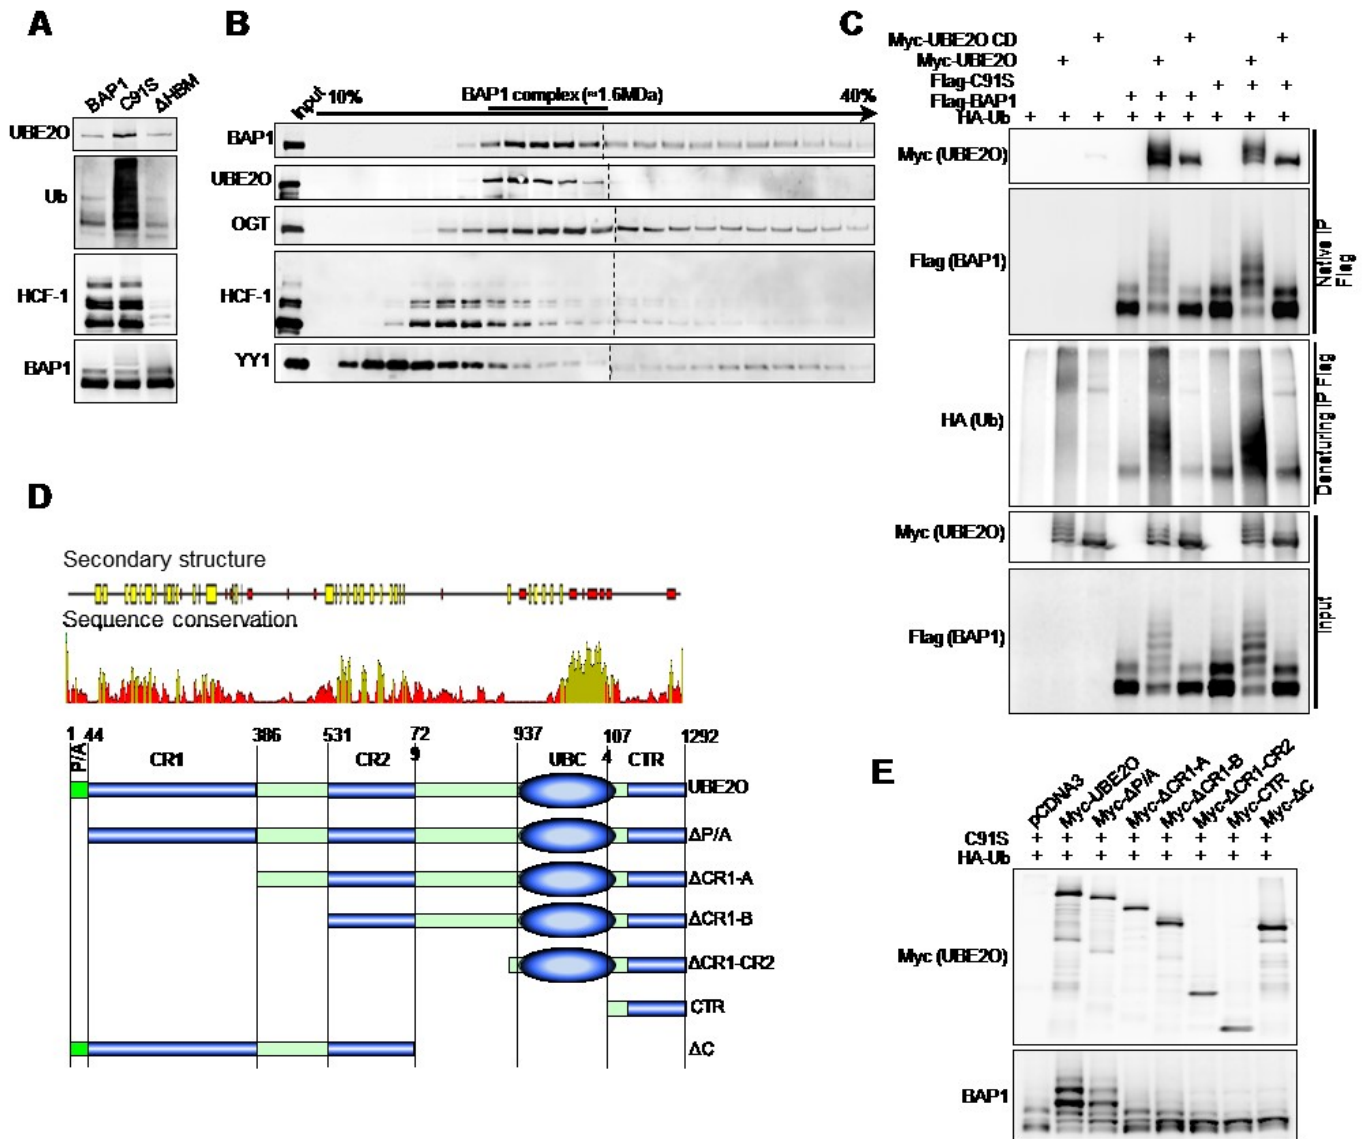 A
BAP1
C91S
ΔHBM
UBE2O
Ub
HCF-1
BAP1
B
Input
10%
BAP1 complex (≈1.6MDa)
40%
BAP1
UBE2O
OGT
HCF-1
YY1
C
Myc-UBE2O CD + + +
Myc-UBE2O + + +
Flag-C91S + + +
Flag-BAP1 + + +
HA-Ub + + + + + + + + +
Myc (UBE2O)
Flag (BAP1)
Native IP
Flag
HA (Ub)
Denaturing IP Flag
Myc (UBE2O)
Flag (BAP1)
Input
D
Secondary structure
Sequence conservation
1 44 386 531 72 937 107 1292
9 4
P/A CR1 CR2 UBC CTR
UBE2O
ΔP/A
ΔCR1-A
ΔCR1-B
ΔCR1-CR2
CTR
ΔC
E
pCDNA3
Myc-UBE2O
Myc-ΔP/A
Myc-ΔCR1-A
Myc-ΔCR1-B
Myc-ΔCR1-CR2
Myc-CTR
Myc-ΔC
C91S + + + + + + + +
HA-Ub + + + + + + + +
Myc (UBE2O)
BAP1